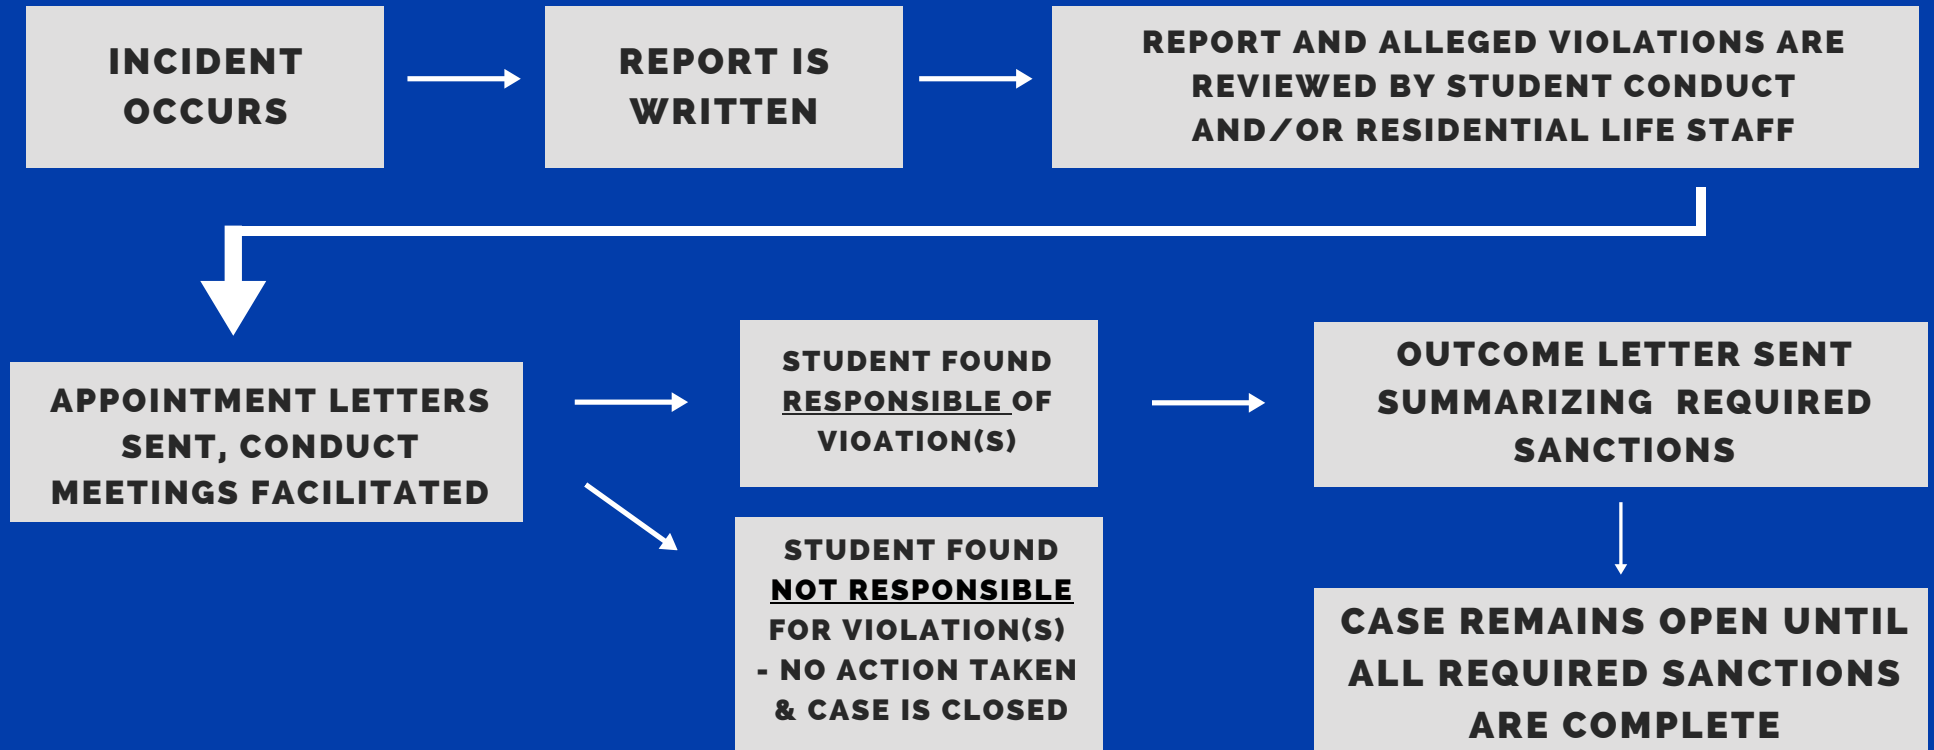 INCIDENT
OCCURS
REPORT IS
WRITTEN
REPORT AND ALLEGED VIOLATIONS ARE
REVIEWED BY STUDENT CONDUCT
AND/OR RESIDENTIAL LIFE STAFF
APPOINTMENT LETTERS
SENT, CONDUCT
MEETINGS FACILITATED
STUDENT FOUND
RESPONSIBLE OF
VIOATION(S)
STUDENT FOUND
NOT RESPONSIBLE
FOR VIOLATION(S)
- NO ACTION TAKEN
& CASE IS CLOSED
OUTCOME LETTER SENT
SUMMARIZING REQUIRED
SANCTIONS
CASE REMAINS OPEN UNTIL
ALL REQUIRED SANCTIONS
ARE COMPLETE